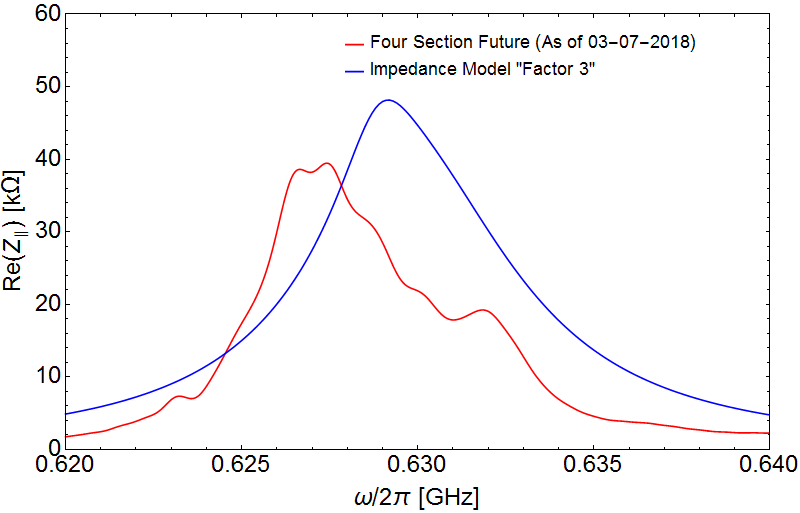 60
50
40
30
20
10
0
Re{Z∥} [kΩ]
Four Section Future (As of 03-07-2018)
Impedance Model "Factor 3"
0.620 0.625 0.630 0.635 0.640
ω/2π [GHz]